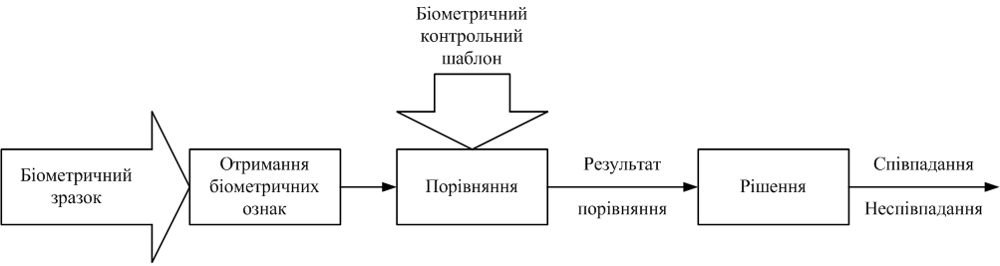 Біометричний
контрольний
шаблон
Біометричний
зразок
Отримання
біометричних
ознак
Порівняння
Результат
порівняння
Рішення
Співпадання
Неспівпадання